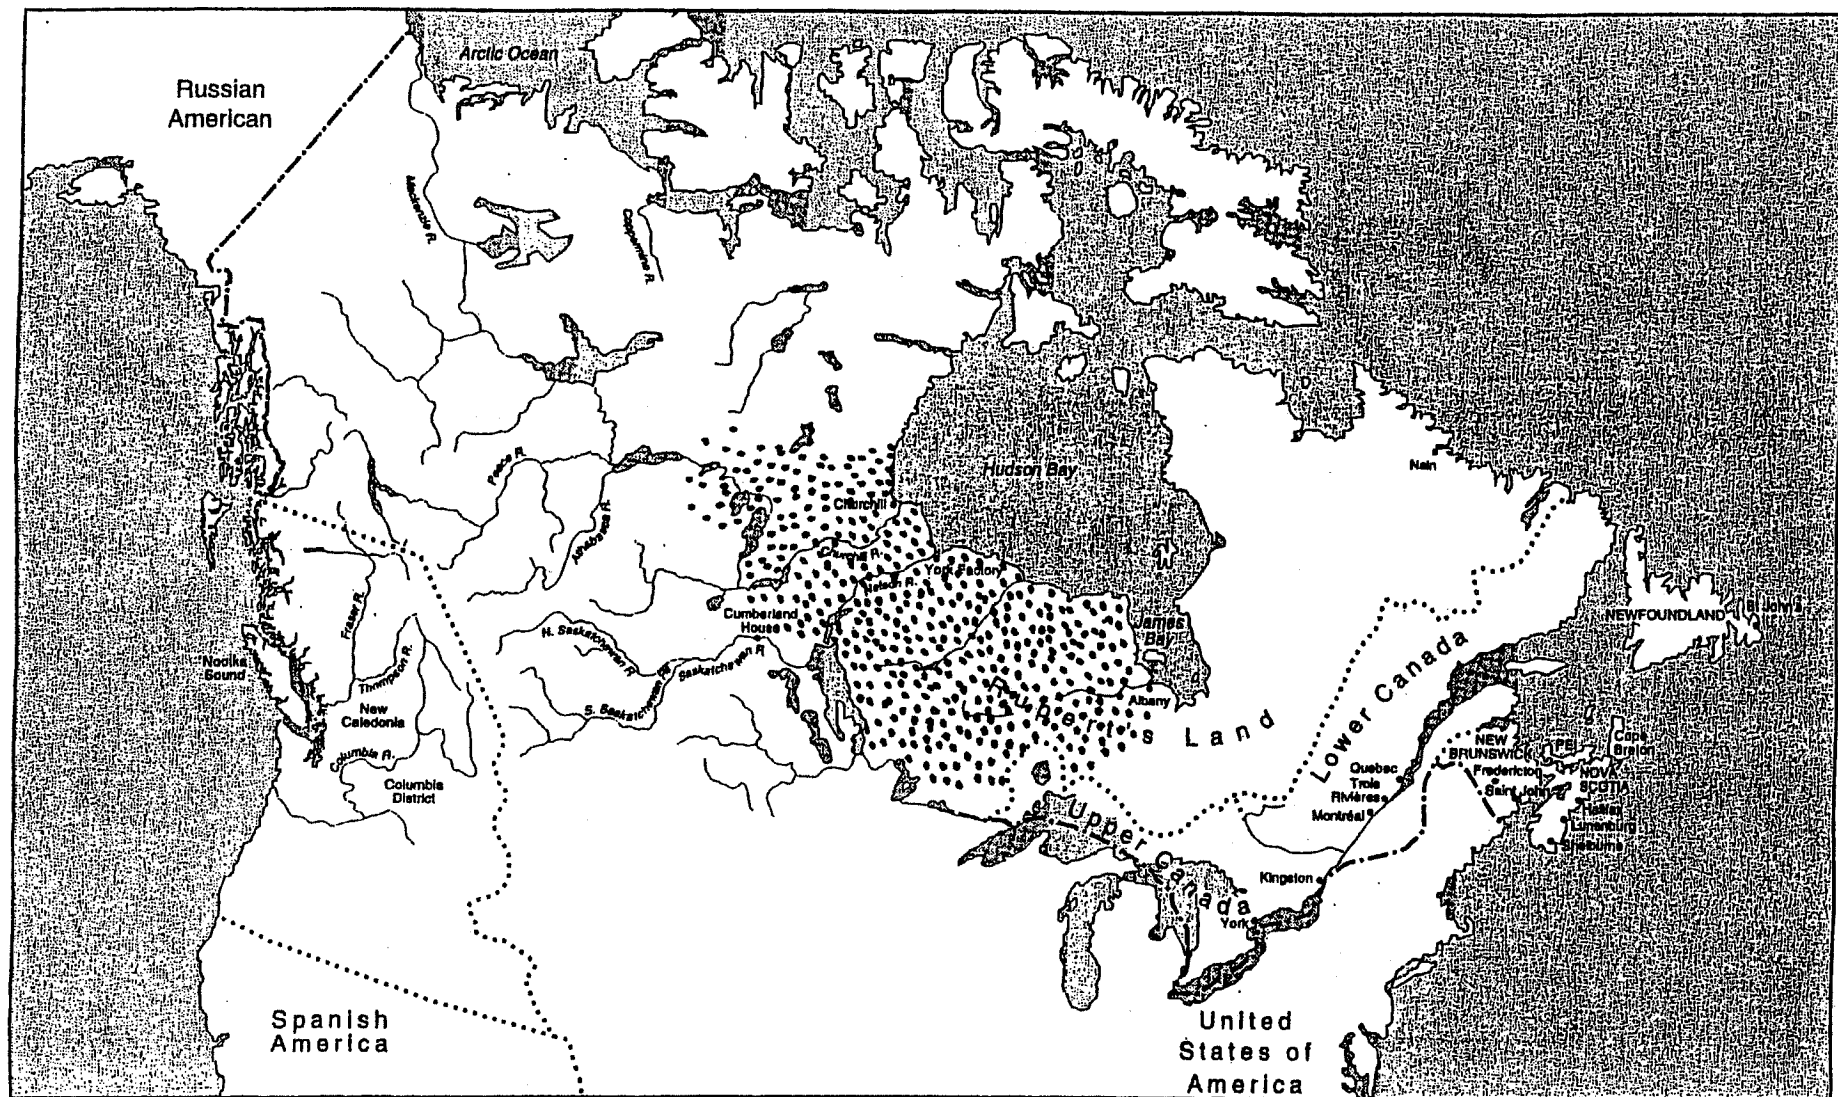 Arctic Ocean
Russian
American
Mackenzie R.
Coppermine R.
Peace R.
Athabasca R.
Hudson Bay
Nain
Churchill
Churchill R.
Nelson R.
York Factory
Cumberland
House
James
Bay
NEWFOUNDLAND
St John's
Fraser R.
N. Saskatchewan R.
Saskatchewan R.
S. Saskatchewan R.
Nootka
Sound
Thompson R.
New
Caledonia
Columbia R.
Columbia
District
Albany
Ruperts Land
Lower Canada
Upper Canada
NEW
BRUNSWICK
PEI
Cape
Breton
Fredericton
NOVA
SCOTIA
Saint John
Halifax
Lunenburg
Shelburne
Quebec
Trois
Rivières
Montréal
Kingston
York
Spanish
America
United
States of
America